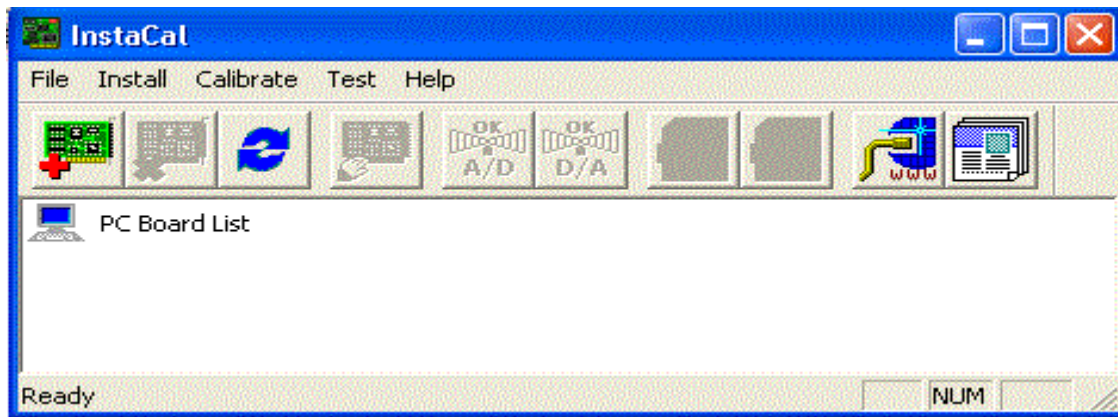 InstaCal
File Install Calibrate Test Help
OK OK
A/D D/A
www
PC Board List
Ready NUM